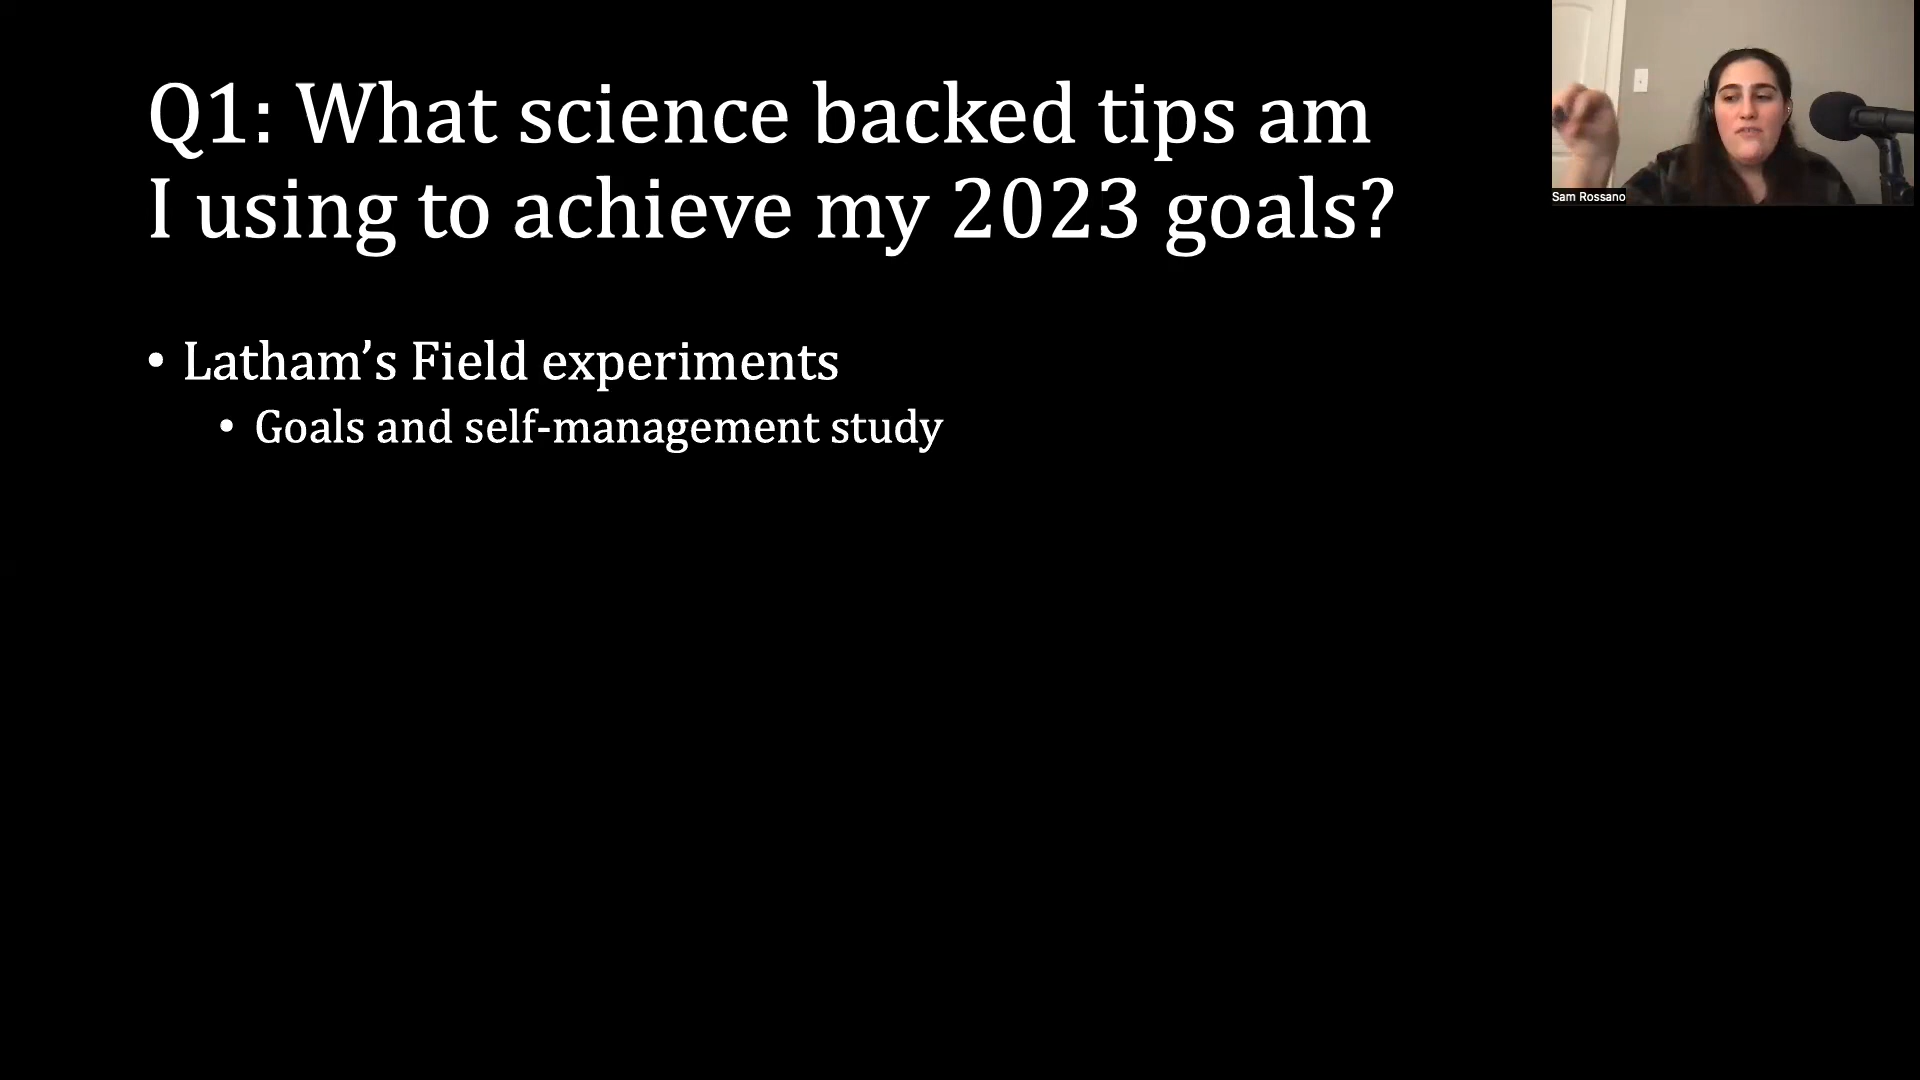 Q1: What science backed tips am
I using to achieve my 2023 goals?
Sam Rossano
• Latham’s Field experiments
• Goals and self-management study